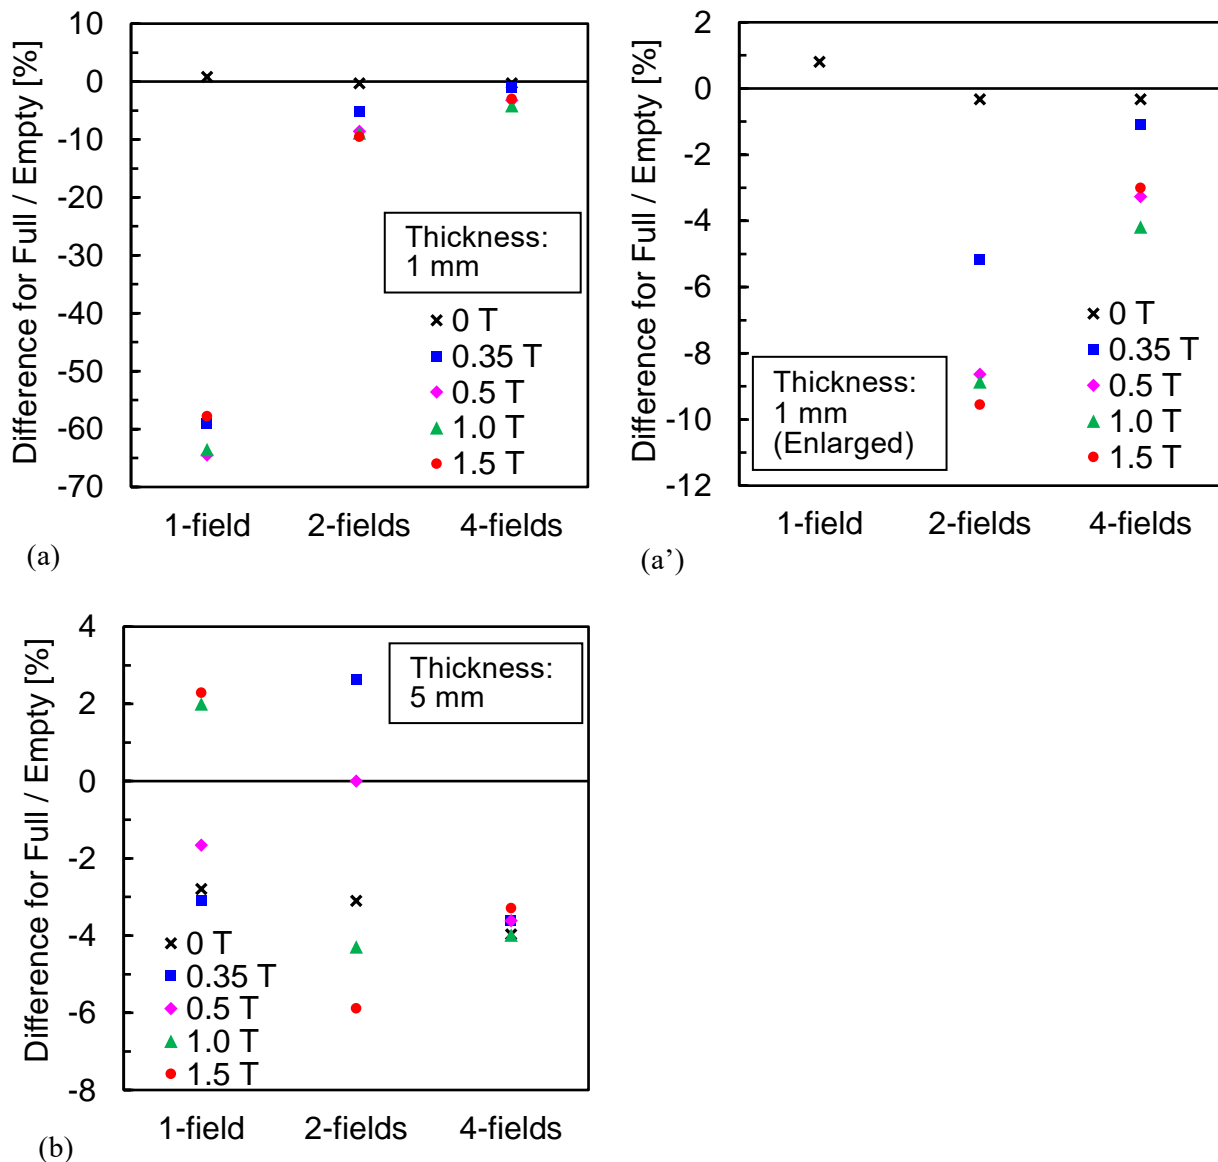 Difference for Full / Empty [%]
10
0
-10
-20
-30
-40
-50
-60
-70
Thickness:
1 mm
0 T
0.35 T
0.5 T
1.0 T
1.5 T
1-field 2-fields 4-fields
(a)
Difference for Full / Empty [%]
2
0
-2
-4
-6
-8
-10
-12
0 T
0.35 T
0.5 T
1.0 T
1.5 T
Thickness:
1 mm
(Enlarged)
1-field 2-fields 4-fields
(a’)
Difference for Full / Empty [%]
4
2
0
-2
-4
-6
-8
Thickness:
5 mm
0 T
0.35 T
0.5 T
1.0 T
1.5 T
1-field 2-fields 4-fields
(b)